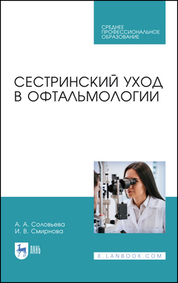 СРЕДНЕЕ
ПРОФЕССИОНАЛЬНОЕ
ОБРАЗОВАНИЕ
СЕСТРИНСКИЙ УХОД
В ОФТАЛЬМОЛОГИИ
А. А. Соловьева
И. В. Смирнова
ЛАНЬ
E.LANBOOK.COM